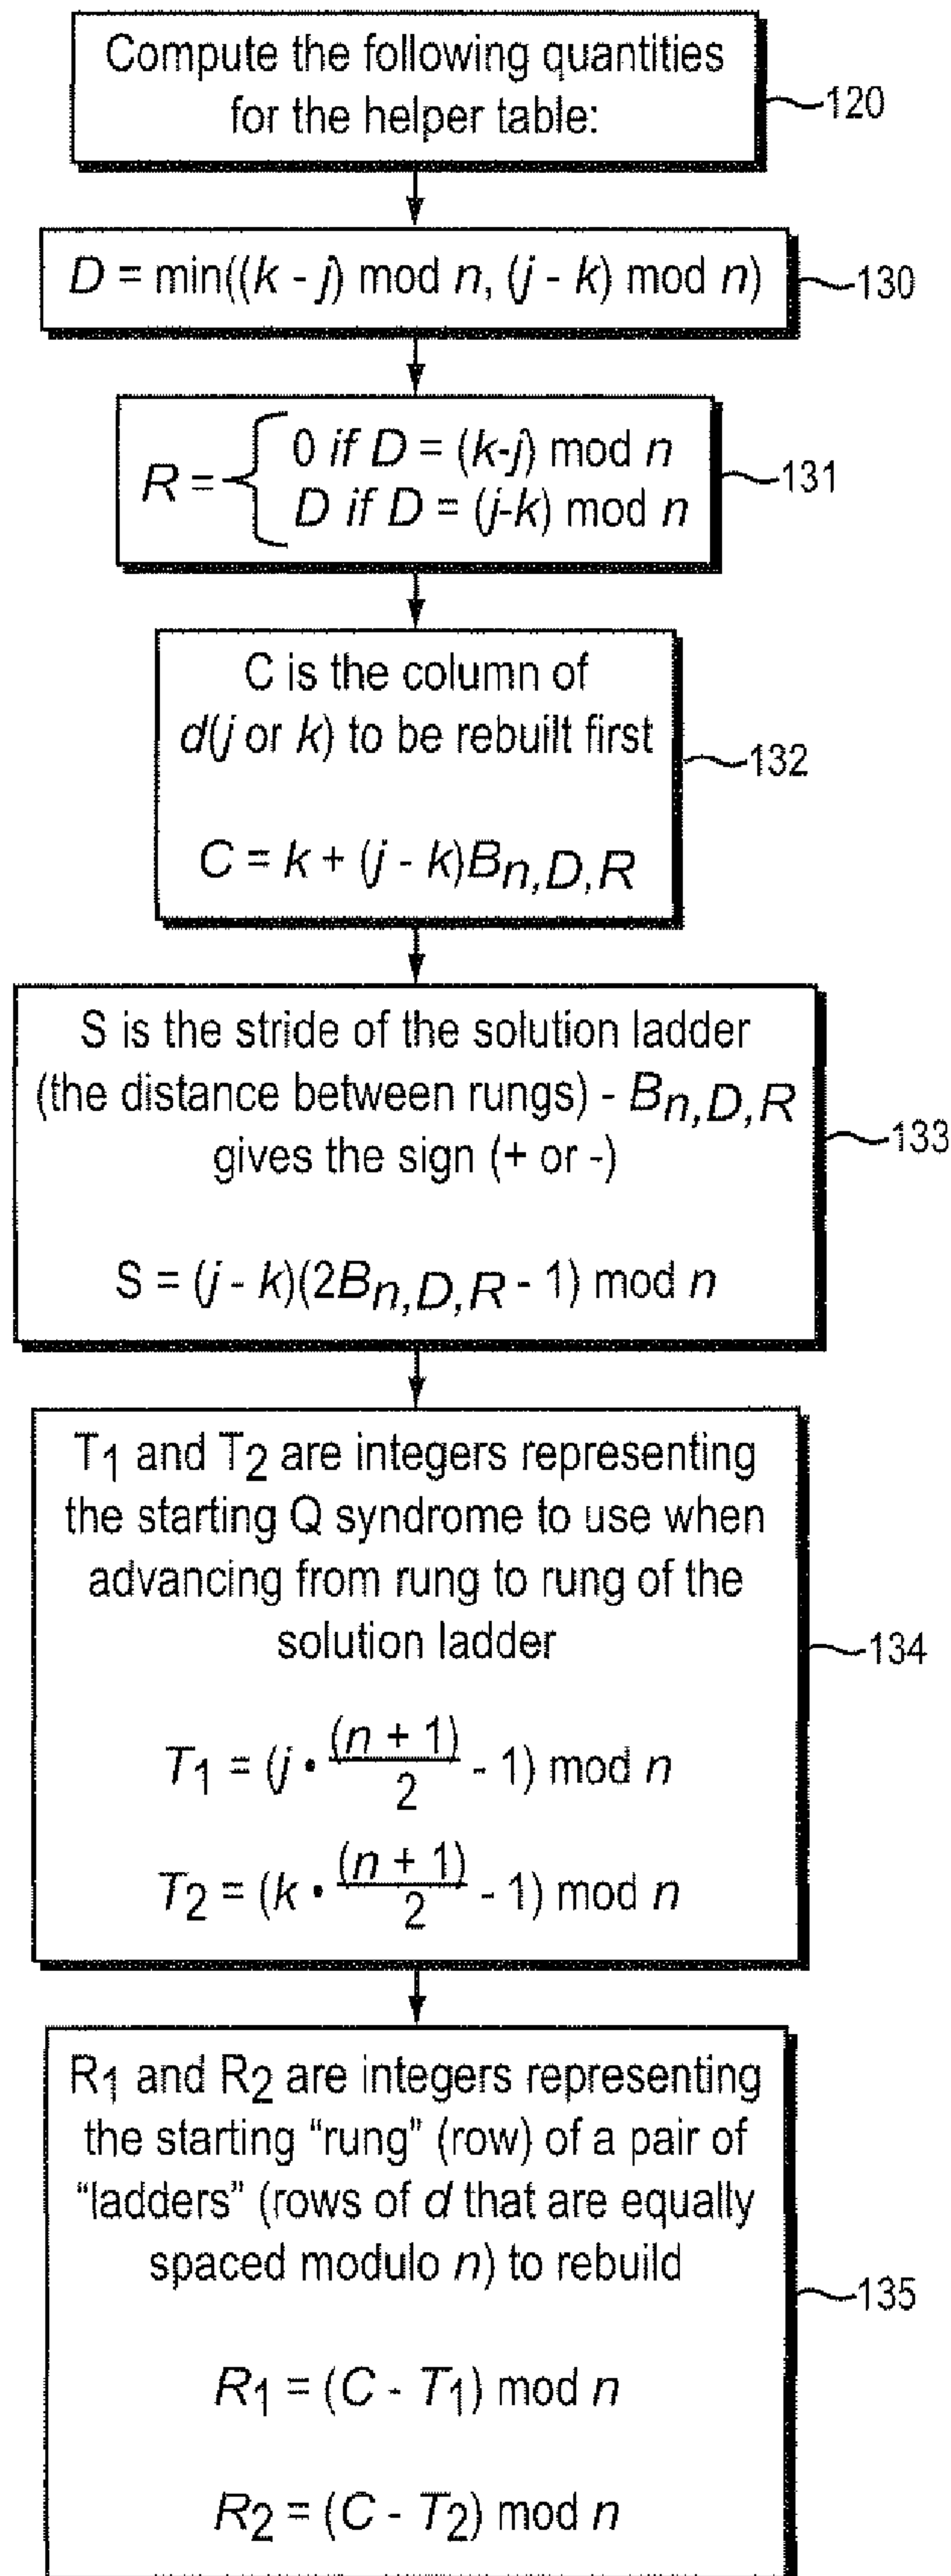 Compute the following quantities
for the helper table:
120
D = min((k - j) mod n, (j - k) mod n)
130
R = { 0 if D = (k-j) mod n
D if D = (j-k) mod n
131
C is the column of
d(j or k) to be rebuilt first
C = k + (j - k)Bn,D,R
132
S is the stride of the solution ladder
(the distance between rungs) - Bn,D,R
gives the sign (+ or -)
S = (j - k)(2Bn,D,R - 1) mod n
133
T1 and T2 are integers representing
the starting Q syndrome to use when
advancing from rung to rung of the
solution ladder
T1 = (j • (n + 1)/2 - 1) mod n
T2 = (k • (n + 1)/2 - 1) mod n
134
R1 and R2 are integers representing
the starting “rung” (row) of a pair of
“ladders” (rows of d that are equally
spaced modulo n) to rebuild
R1 = (C - T1) mod n
R2 = (C - T2) mod n
135